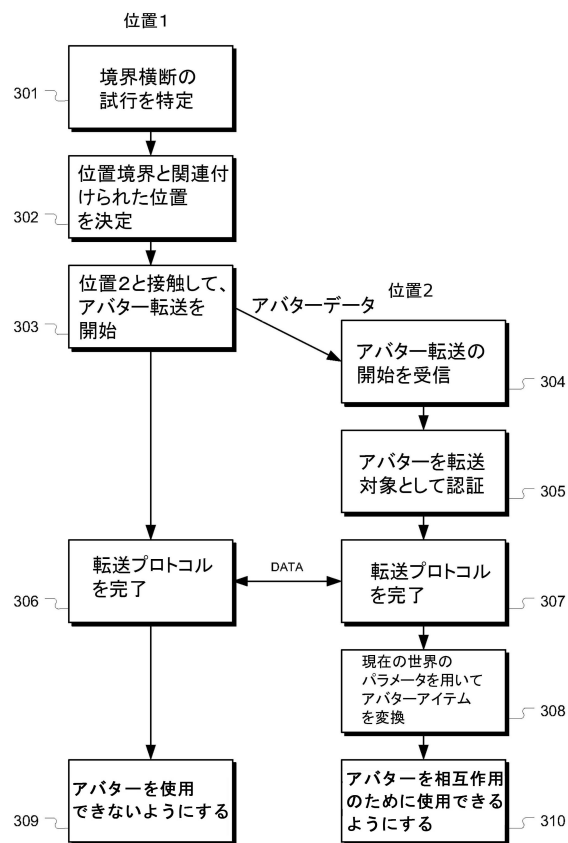 位置1
301
境界横断の
試行を特定
302
位置境界と関連付
けられた位置
を決定
303
位置２と接触して、
アバター転送を
開始
アバターデータ
位置2
アバター転送の
開始を受信
304
アバターを転送
対象として認証
305
306
転送プロトコル
を完了
DATA
転送プロトコル
を完了
307
現在の世界の
パラメータを用いて
アバターアイテム
を変換
308
309
アバターを使用
できないようにする
アバターを相互作用
のために使用できる
ようにする
310